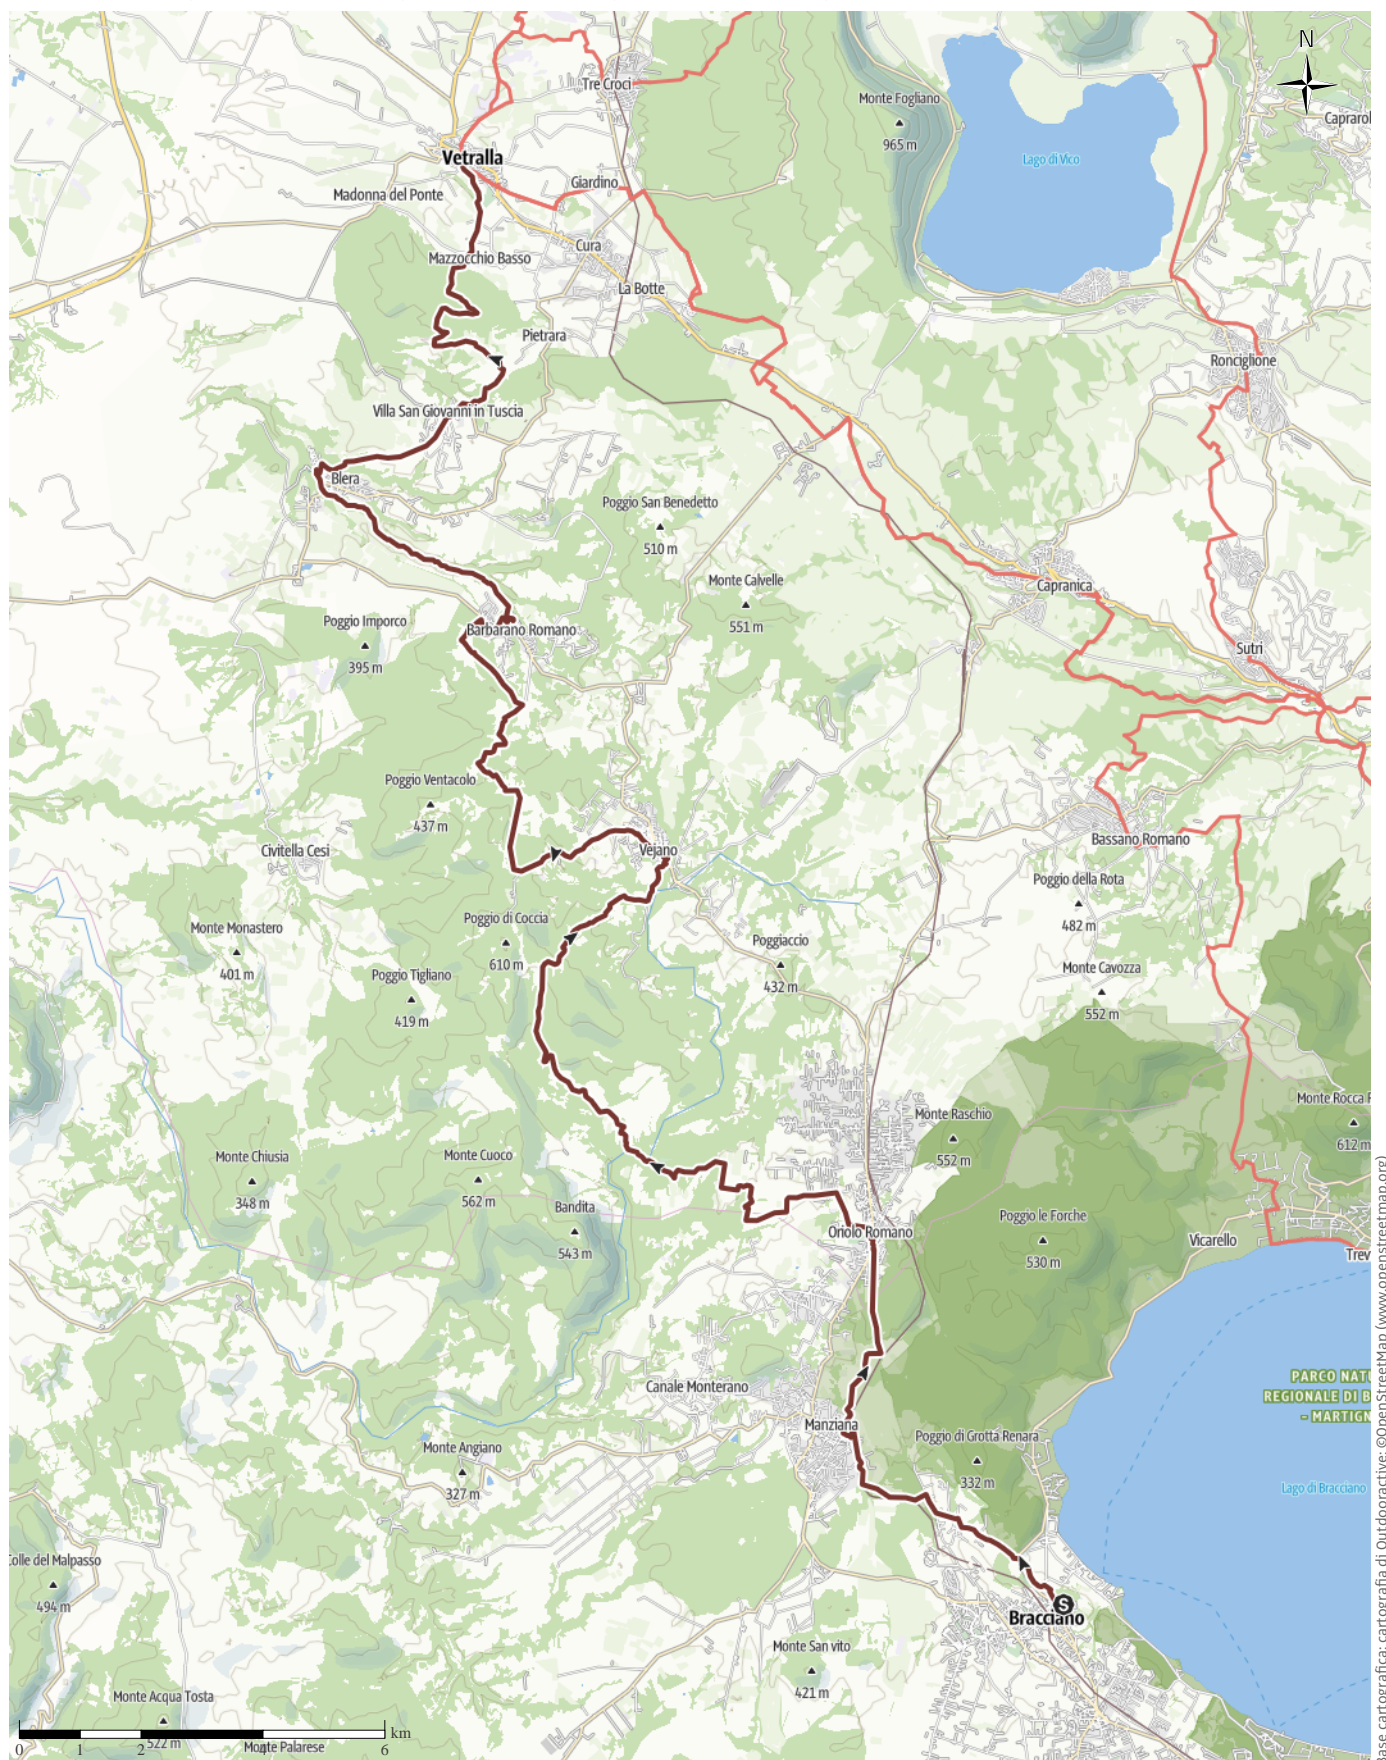 N
Tre Croci
Monte Fogliano
965 m
Caprarol
Lago di Vico
Vetralla
Giardino
Madonna del Ponte
Cura
Mazzocchio Basso
La Botte
Pietrara
Ronciglione
Villa San Giovanni in Tuscia
Blera
Poggio San Benedetto
510 m
Monte Calvelle
551 m
Capranica
Poggio Imporco
395 m
Barbarano Romano
Sutri
Poggio Ventacolo
437 m
Civitella Cesi
Vejano
Bassano Romano
Poggio della Rota
482 m
Poggio di Coccia
610 m
Monte Monastero
401 m
Poggiaccio
432 m
Poggio Tigliano
419 m
Monte Cavozza
552 m
Monte Raschio
552 m
Monte Rocca R
612 m
Monte Chiusia
348 m
Monte Cuoco
562 m
Bandita
543 m
Oriolo Romano
Poggio le Forche
530 m
Vicarello
Trev
PARCO NATU
REGIONALE DI B
- MARTIGN
Canale Monterano
Manziana
Poggio di Grotta Renara
332 m
Monte Angiano
327 m
Lago di Bracciano
Colle del Malpasso
494 m
S
Bracciano
Monte San vito
421 m
Monte Acqua Tosta
522 m
Monte Palarese
km
0 1 2 4 6
ase cartografica: cartografia di Outdooractive; ©OpenStreetMap (www.openstreetmap.org)